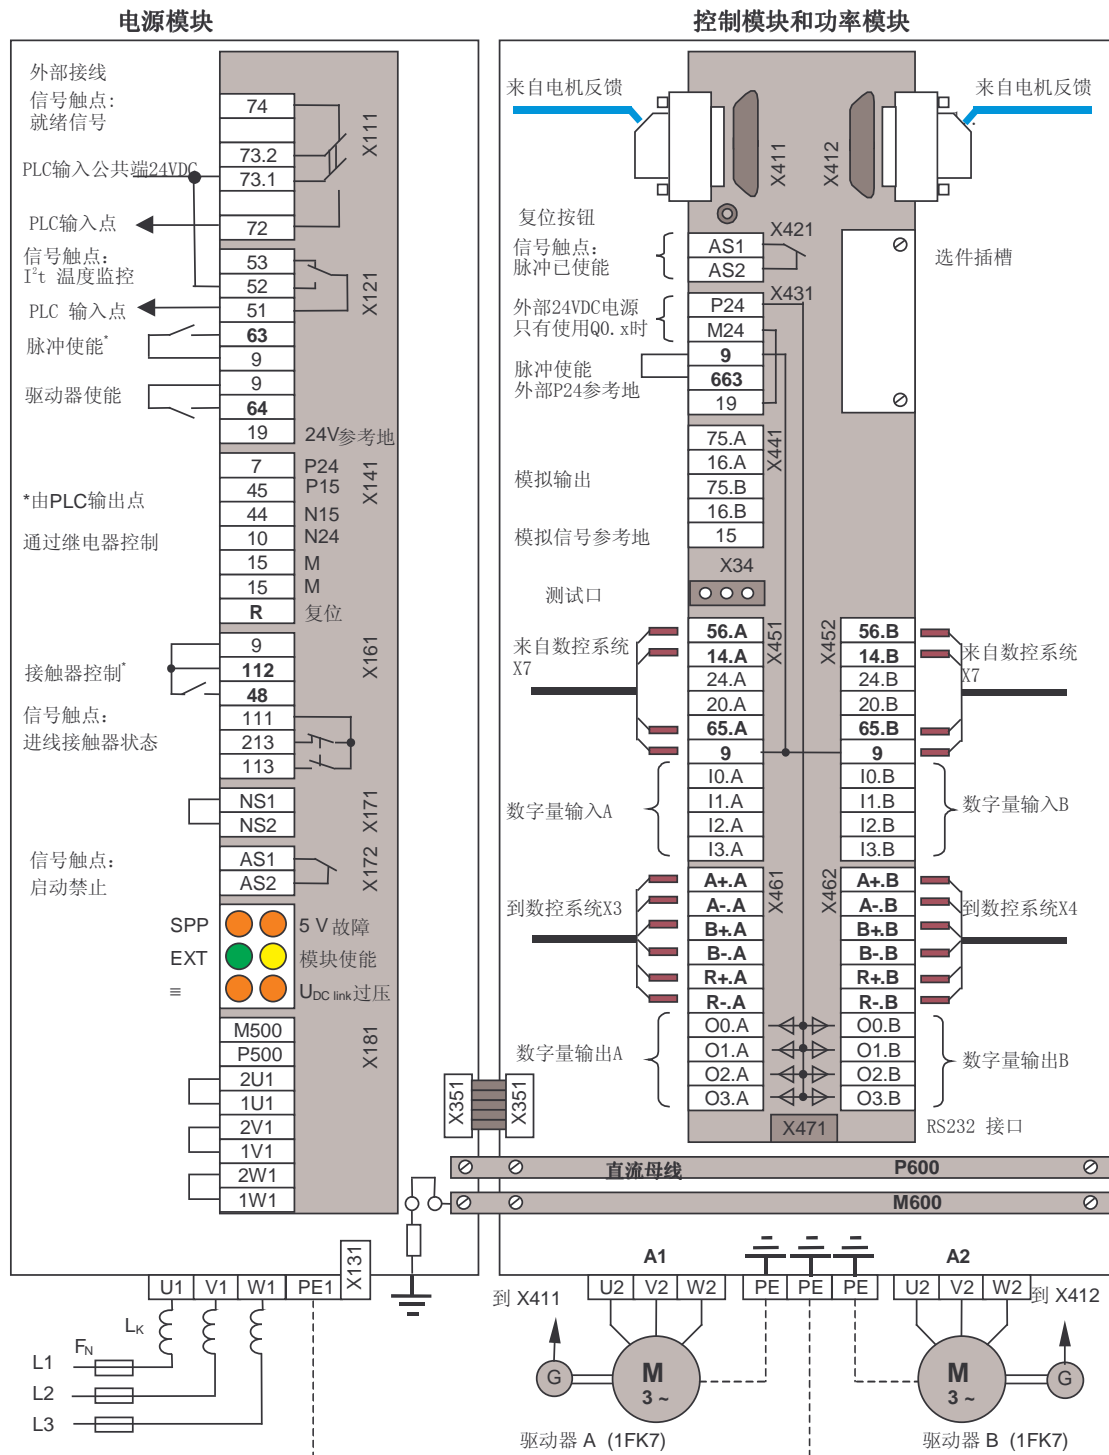 电源模块
外部接线
信号触点:
就绪信号
PLC输入公共端24VDC
PLC输入点
信号触点:
I²t 温度监控
PLC 输入点
脉冲使能*
驱动器使能
*由PLC输出点
通过继电器控制
接触器控制*
信号触点:
进线接触器状态
信号触点:
启动禁止
74
73.2
73.1
72
X111
53
52
51
63
9
9
64
19
24V参考地
X121
7 P24
45 P15
44 N15
10 N24
15 M
15 M
R 复位
X141
9
112
48
111
213
113
X161
NS1
NS2
X171
AS1
AS2
X172
SPP 5 V 故障
EXT 模块使能
≡ UDC link过压
M500
P500
2U1
1U1
2V1
1V1
2W1
1W1
X181
U1 V1 W1 PE1 X131
LK
FN
L1
L2
L3
控制模块和功率模块
来自电机反馈
来自电机反馈
X411
X412
复位按钮
信号触点:
脉冲已使能
AS1
AS2
X421
选件插槽
外部24VDC电源
只有使用Q0.x时
脉冲使能
外部P24参考地
X431
P24
M24
9
663
19
模拟输出
模拟信号参考地
75.A
16.A
75.B
16.B
15
X441
X34
测试口
来自数控系统
X7
56.A
14.A
24.A
20.A
65.A
9
I0.A
I1.A
I2.A
I3.A
X451
数字量输入A
X452
56.B
14.B
24.B
20.B
65.B
9
I0.B
I1.B
I2.B
I3.B
来自数控系统
X7
数字量输入B
到数控系统X3
A+.A
A-.A
B+.A
B-.A
R+.A
R-.A
O0.A
O1.A
O2.A
O3.A
X461
数字量输出A
X462
A+.B
A-.B
B+.B
B-.B
R+.B
R-.B
O0.B
O1.B
O2.B
O3.B
到数控系统X4
数字量输出B
X471
RS232 接口
X351
X351
直流母线 P600
M600
A1 A2
U2 V2 W2 PE PE PE U2 V2 W2
到 X411
到 X412
G
M
3 ~
M
3 ~
G
驱动器 A (1FK7)
驱动器 B (1FK7)